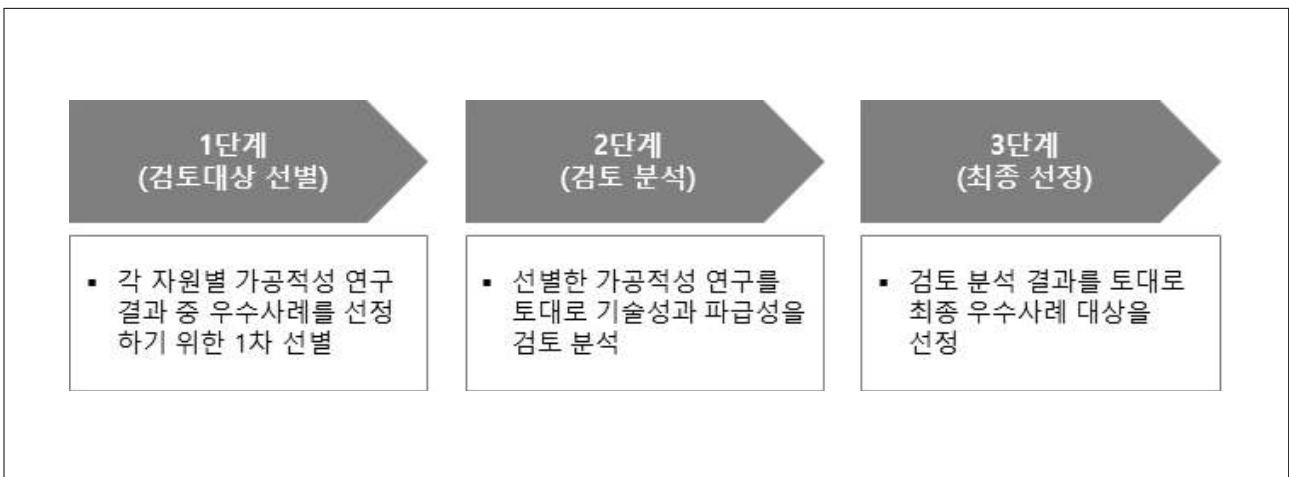 1단계
(검토대상 선별)
▪ 각 자원별 가공적성 연구
결과 중 우수사례를 선정
하기 위한 1차 선별
2단계
(검토 분석)
▪ 선별한 가공적성 연구를
토대로 기술성과 파급성을
검토 분석
3단계
(최종 선정)
▪ 검토 분석 결과를 토대로
최종 우수사례 대상을
선정